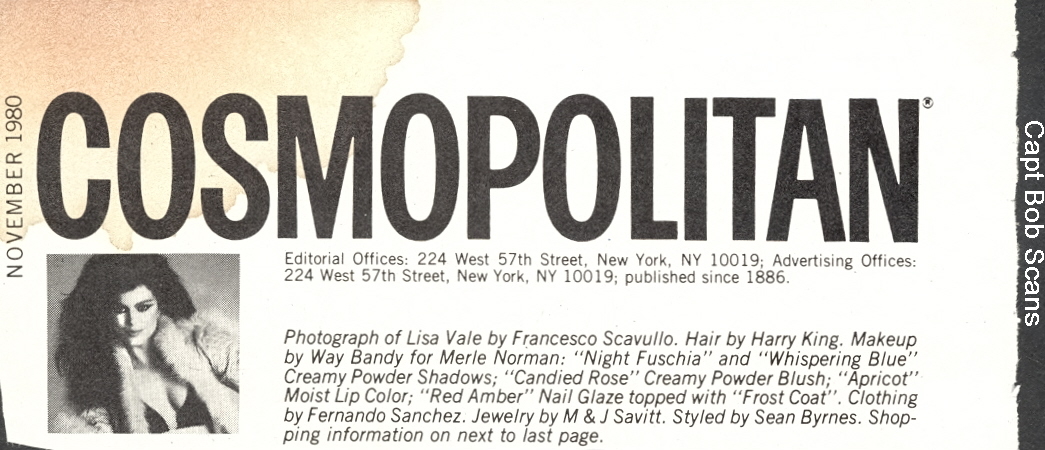 NOVEMBER 1980
COSMOPOLITAN®
Editorial Offices: 224 West 57th Street, New York, NY 10019; Advertising Offices:
224 West 57th Street, New York, NY 10019; published since 1886.
Photograph of Lisa Vale by Francesco Scavullo. Hair by Harry King. Makeup
by Way Bandy for Merle Norman: “Night Fuschia” and “Whispering Blue”
Creamy Powder Shadows; “Candied Rose” Creamy Powder Blush; “Apricot”
Moist Lip Color; “Red Amber” Nail Glaze topped with “Frost Coat”. Clothing
by Fernando Sanchez. Jewelry by M & J Savitt. Styled by Sean Byrnes. Shop-
ping information on next to last page.
Capt Bob Scans